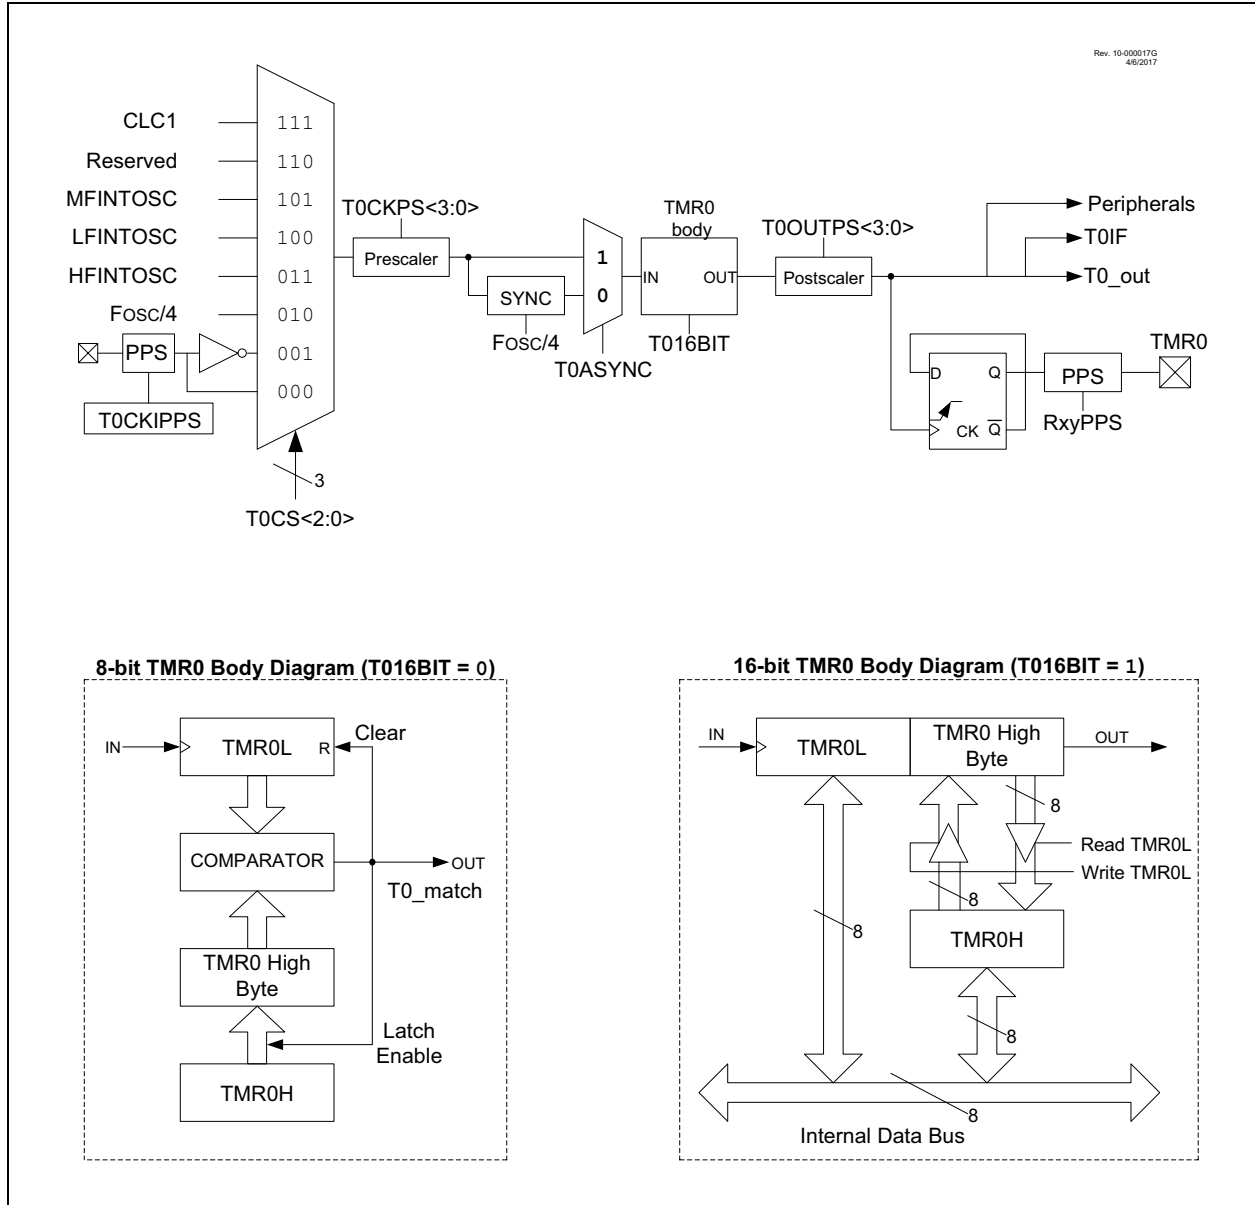 Rev. 10-000017G
4/6/2017
CLC1
111
Reserved
110
MFINTOSC
101
LFINTOSC
100
HFINTOSC
011
FOSC/4
010
PPS
001
000
T0CKIPPS
3
T0CS<2:0>
T0CKPS<3:0>
Prescaler
SYNC
FOSC/4
1
0
T0ASYNC
TMR0
body
IN
OUT
T016BIT
T0OUTPS<3:0>
Postscaler
Peripherals
T0IF
T0_out
D
Q
CK
Q̅
PPS
RxyPPS
TMR0
8-bit TMR0 Body Diagram (T016BIT = 0)
IN
TMR0L
R
Clear
COMPARATOR
OUT
T0_match
TMR0 High
Byte
Latch
Enable
TMR0H
16-bit TMR0 Body Diagram (T016BIT = 1)
IN
TMR0L
TMR0 High
Byte
OUT
8
Read TMR0L
Write TMR0L
8
8
TMR0H
8
8
Internal Data Bus